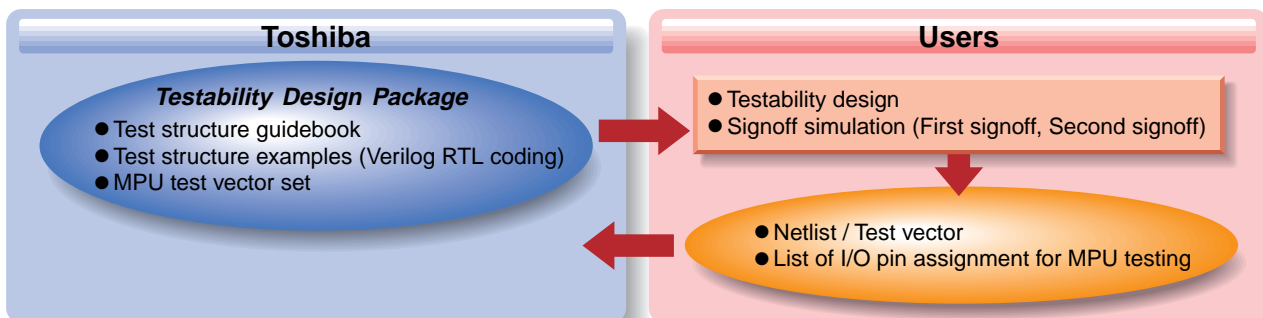 Toshiba
Testability Design Package
● Test structure guidebook
● Test structure examples (Verilog RTL coding)
● MPU test vector set
Users
● Testability design
● Signoff simulation (First signoff, Second signoff)
● Netlist / Test vector
● List of I/O pin assignment for MPU testing